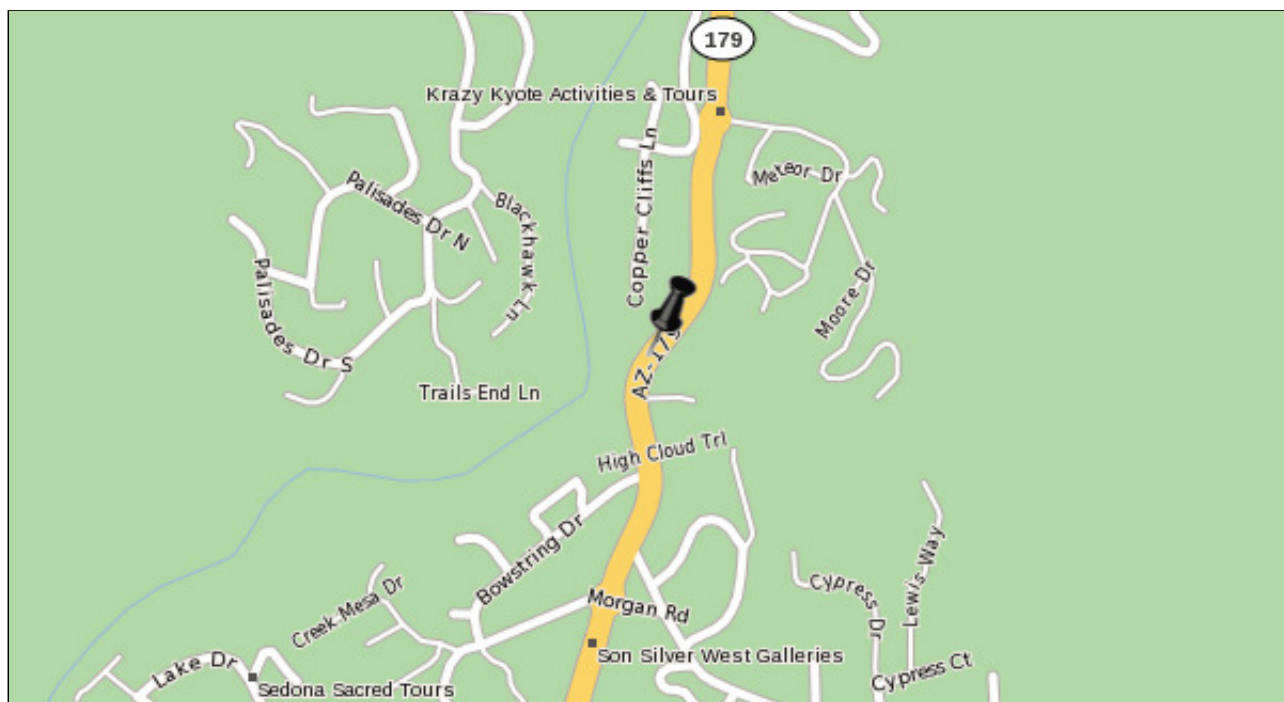 179
Krazy Kyote Activities & Tours
Copper Cliffs Ln
Meteor Dr
Palisades Dr N
Blackhawk Ln
Palisades Dr S
Moore Dr
AZ-179
Trails End Ln
High Cloud Trl
Bowstring Dr
Lewis Way
Cypress Dr
Creek Mesa Dr
Morgan Rd
Son Silver West Galleries
Lake Dr
Cypress Ct
Sedona Sacred Tours